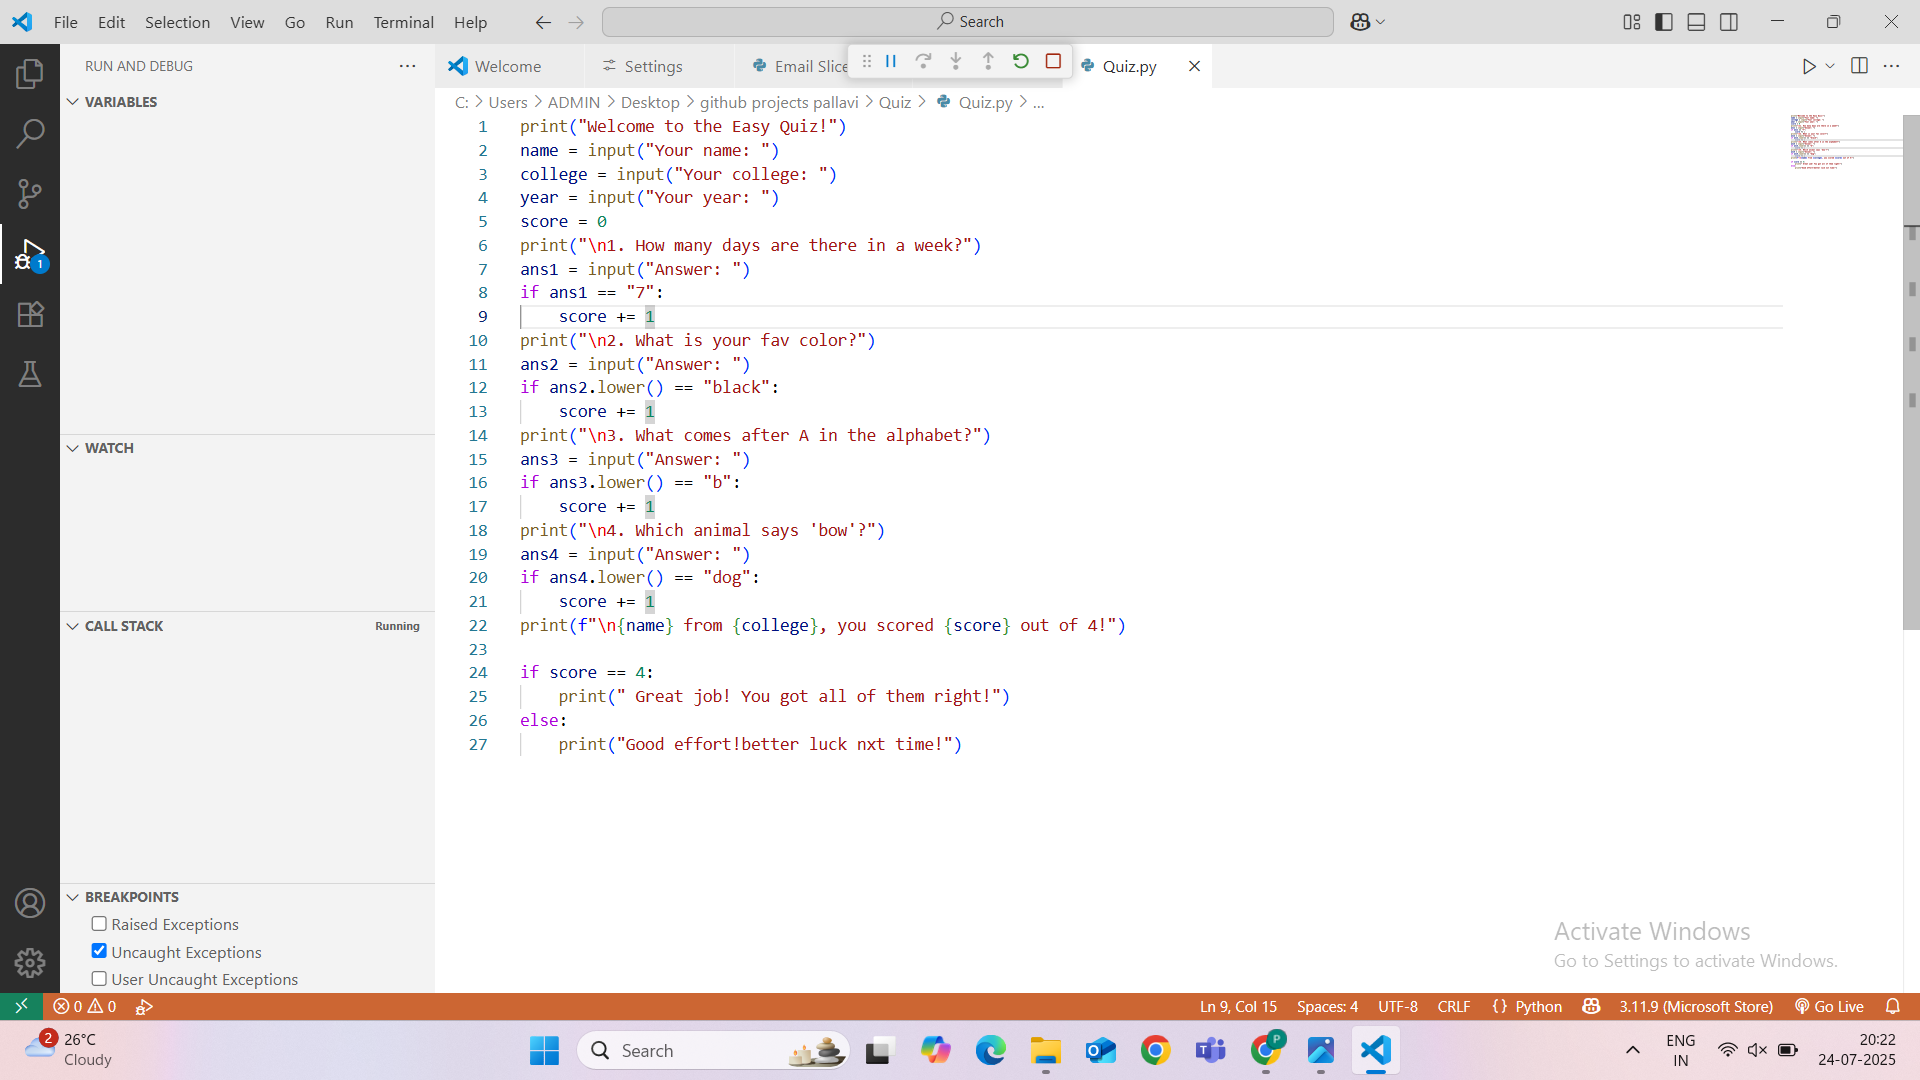 File Edit Selection View Go Run Terminal Help
Search
RUN AND DEBUG
Welcome
Settings
Email Slice
Quiz.py
VARIABLES
C: > Users > ADMIN > Desktop > github projects pallavi > Quiz > Quiz.py > ...
1 print("Welcome to the Easy Quiz!")
2 name = input("Your name: ")
3 college = input("Your college: ")
4 year = input("Your year: ")
5 score = 0
6 print("\n1. How many days are there in a week?")
7 ans1 = input("Answer: ")
8 if ans1 == "7":
9     score += 1
10 print("\n2. What is your fav color?")
11 ans2 = input("Answer: ")
12 if ans2.lower() == "black":
13     score += 1
14 print("\n3. What comes after A in the alphabet?")
15 ans3 = input("Answer: ")
16 if ans3.lower() == "b":
17     score += 1
18 print("\n4. Which animal says 'bow'?")
19 ans4 = input("Answer: ")
20 if ans4.lower() == "dog":
21     score += 1
22 print(f"\n{name} from {college}, you scored {score} out of 4!")
23
24 if score == 4:
25     print(" Great job! You got all of them right!")
26 else:
27     print("Good effort!better luck nxt time!")
1
WATCH
CALL STACK
Running
BREAKPOINTS
Raised Exceptions
Uncaught Exceptions
User Uncaught Exceptions
Activate Windows
Go to Settings to activate Windows.
0 0
Ln 9, Col 15
Spaces: 4
UTF-8
CRLF
{} Python
3.11.9 (Microsoft Store)
Go Live
2
26°C
Cloudy
Search
P
ENG
IN
20:22
24-07-2025